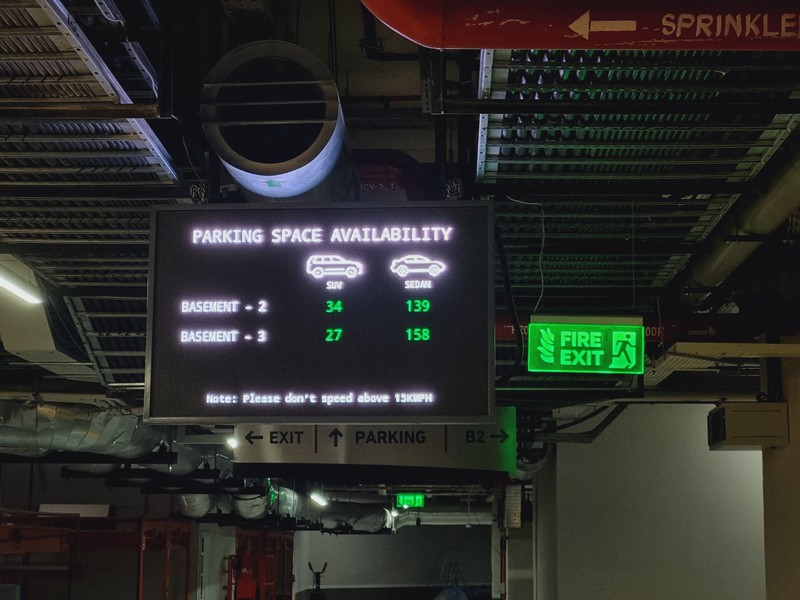 SPRINKLE
PARKING SPACE AVAILABILITY
SUV SEDAN
BASEMENT - 2 34 139
BASEMENT - 3 27 158
Note: Please don't speed above 15KMPH
FIRE
EXIT
← EXIT ↑ PARKING B2 →